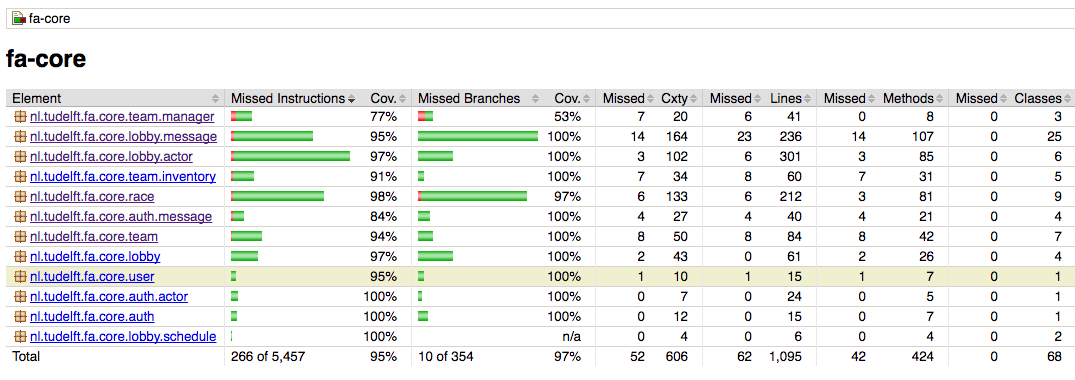 fa-core
fa-core
Element Missed Instructions Cov. Missed Branches Cov. Missed Cxty Missed Lines Missed Methods Missed Classes
nl.tudelft.fa.core.team.manager 77% 53% 7 20 6 41 0 8 0 3
nl.tudelft.fa.core.lobby.message 95% 100% 14 164 23 236 14 107 0 25
nl.tudelft.fa.core.lobby.actor 97% 100% 3 102 6 301 3 85 0 6
nl.tudelft.fa.core.team.inventory 91% 100% 7 34 8 60 7 31 0 5
nl.tudelft.fa.core.race 98% 97% 6 133 6 212 3 81 0 9
nl.tudelft.fa.core.auth.message 84% 100% 4 27 4 40 4 21 0 4
nl.tudelft.fa.core.team 94% 100% 8 50 8 84 8 42 0 7
nl.tudelft.fa.core.lobby 97% 100% 2 43 0 61 2 26 0 4
nl.tudelft.fa.core.user 95% 100% 1 10 1 15 1 7 0 1
nl.tudelft.fa.core.auth.actor 100% 100% 0 7 0 24 0 5 0 1
nl.tudelft.fa.core.auth 100% 100% 0 12 0 15 0 7 0 1
nl.tudelft.fa.core.lobby.schedule 100% n/a 0 4 0 6 0 4 0 2
Total 266 of 5,457 95% 10 of 354 97% 52 606 62 1,095 42 424 0 68